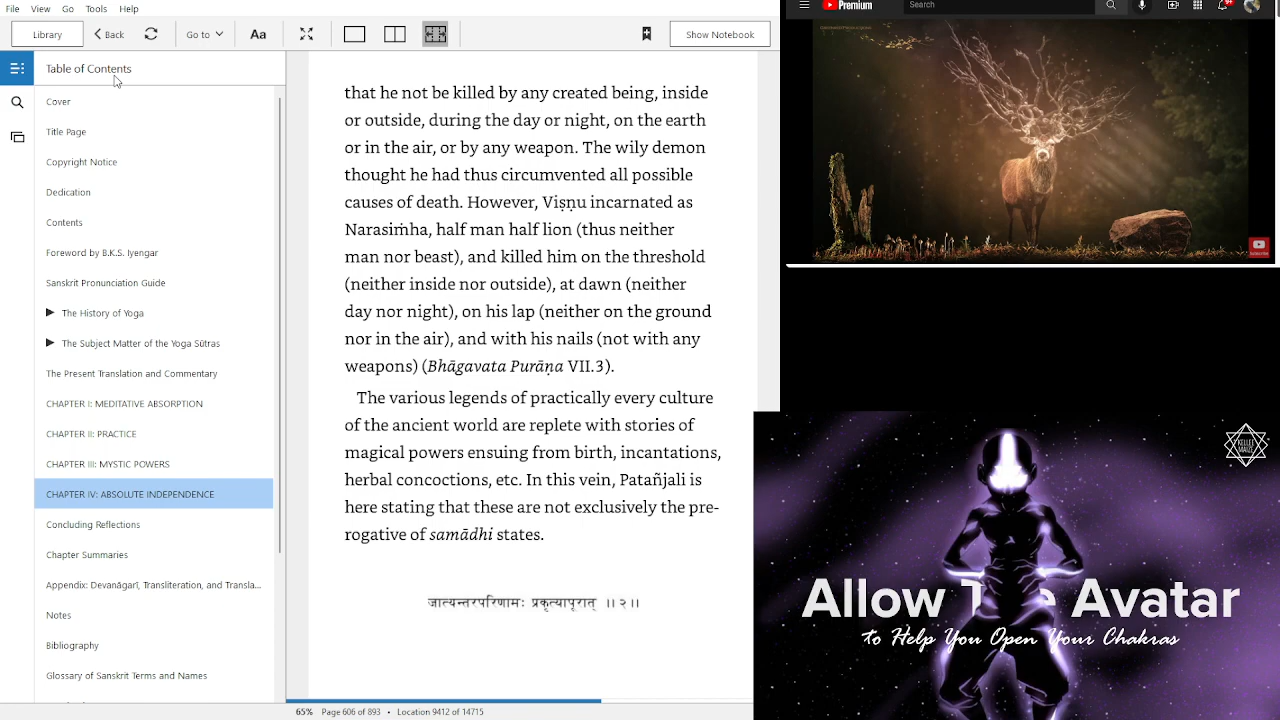 File View Go Tools Help
Library Back Go to Aa Show Notebook
Table of Contents
Cover
Title Page
Copyright Notice
Dedication
Contents
Foreword by B.K.S. Iyengar
Sanskrit Pronunciation Guide
The History of Yoga
The Subject Matter of the Yoga Sūtras
The Present Translation and Commentary
CHAPTER I: MEDITATIVE ABSORPTION
CHAPTER II: PRACTICE
CHAPTER III: MYSTIC POWERS
CHAPTER IV: ABSOLUTE INDEPENDENCE
Concluding Reflections
Chapter Summaries
Appendix: Devanāgarī, Transliteration, and Transla...
Notes
Bibliography
Glossary of Sanskrit Terms and Names
that he not be killed by any created being, inside
or outside, during the day or night, on the earth
or in the air, or by any weapon. The wily demon
thought he had thus circumvented all possible
causes of death. However, Viṣṇu incarnated as
Narasiṁha, half man half lion (thus neither
man nor beast), and killed him on the threshold
(neither inside nor outside), at dawn (neither
day nor night), on his lap (neither on the ground
nor in the air), and with his nails (not with any
weapons) (Bhāgavata Purāṇa VII.3).
The various legends of practically every culture
of the ancient world are replete with stories of
magical powers ensuing from birth, incantations,
herbal concoctions, etc. In this vein, Patañjali is
here stating that these are not exclusively the pre-
rogative of samādhi states.
जात्यन्तरपरिणामः प्रकृत्यापूरात् ॥२॥
65% Page 606 of 893 • Location 9412 of 14715
Premium Search 9+
Subscribe
KELLEE MAIZE
Allow The Avatar
to Help You Open Your Chakras